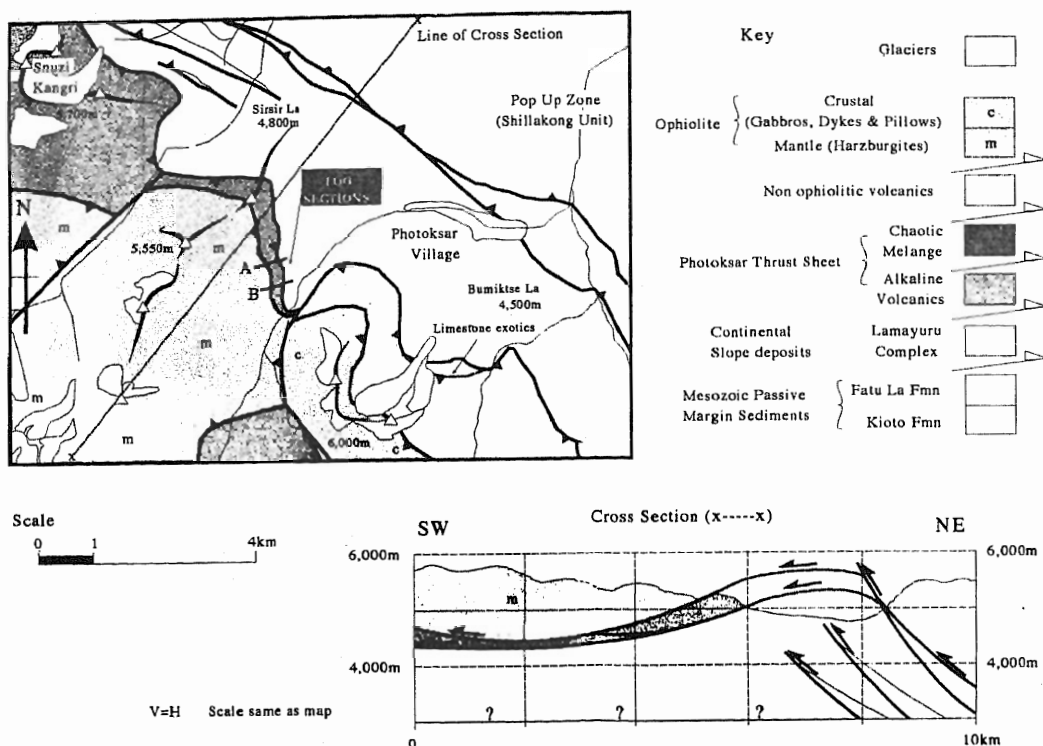 x
Line of Cross Section
Snuzi
Kangri
Sirsir La
4,800m
Pop Up Zone
(Shillakong Unit)
LOG
SECTIONS
N
m
5,550m
Photoksar
Village
A
B
m
Bumiktse La
4,500m
Limestone exotics
c
m
m
6,000m
c
x
Key
Glaciers
Ophiolite
Crustal
(Gabbros, Dykes & Pillows)
c
Mantle (Harzburgites)
m
Non ophiolitic volcanics
Photoksar Thrust Sheet
Chaotic
Melange
Alkaline
Volcanics
Continental
Slope deposits
Lamayuru
Complex
Mesozoic Passive
Margin Sediments
Fatu La Fmn
Kioto Fmn
Scale
0 1 4km
SW
Cross Section (x-----x)
NE
6,000m
6,000m
m
4,000m
4,000m
V=H Scale same as map
? ? ?
0 10km